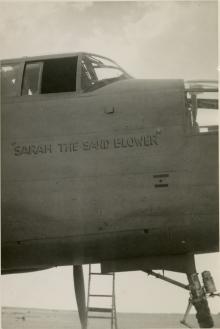 "SARAH THE SAND BLOWER"